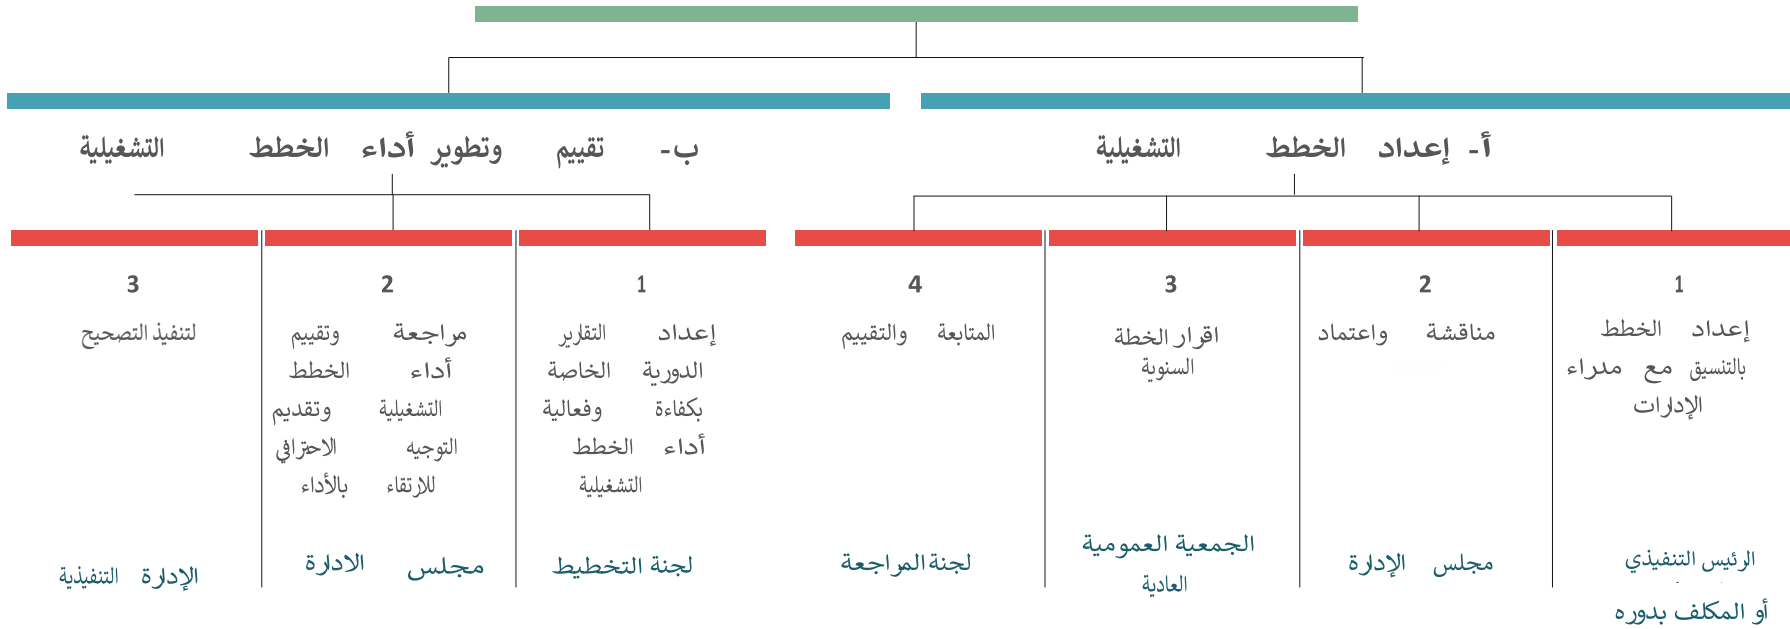 أ- إعداد الخطط التشغيلية
1
إعداد الخطط
بالتنسيق مع مدراء
الإدارات
الرئيس التنفيذي
أو المكلف بدوره
2
مناقشة واعتماد
مجلس الإدارة
3
اقرار الخطة
السنوية
الجمعية العمومية
العادية
4
المتابعة والتقييم
لجنة المراجعة
ب- تقييم وتطوير أداء الخطط التشغيلية
1
إعداد التقارير
الدورية الخاصة
بكفاءة وفعالية
أداء الخطط
التشغيلية
لجنة التخطيط
2
مراجعة وتقييم
أداء الخطط
التشغيلية وتقديم
التوجيه الاحترافي
للارتقاء بالأداء
مجلس الادارة
3
لتنفيذ التصحيح
الإدارة التنفيذية